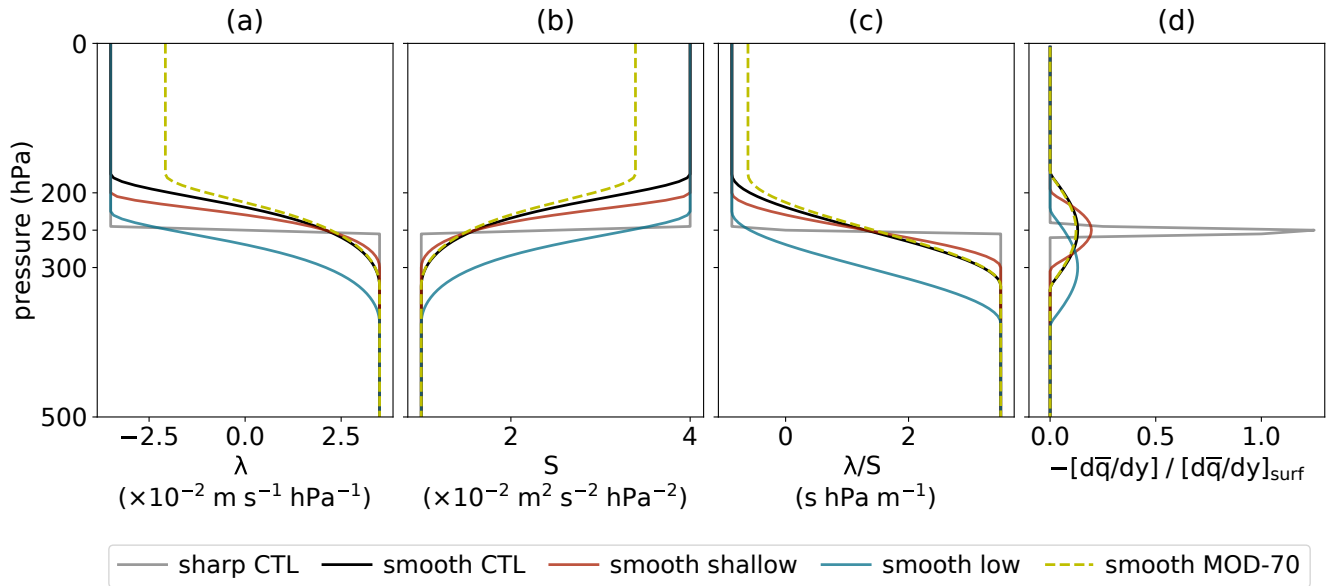 (a) (b) (c) (d)
pressure (hPa)
0
200
250
300
500
−2.5 0.0 2.5
λ
(×10⁻² m s⁻¹ hPa⁻¹)
2 4
S
(×10⁻² m² s⁻² hPa⁻²)
0 2
λ/S
(s hPa m⁻¹)
0.0 0.5 1.0
−[dq̅/dy] / [dq̅/dy]surf
sharp CTL smooth CTL smooth shallow smooth low smooth MOD-70